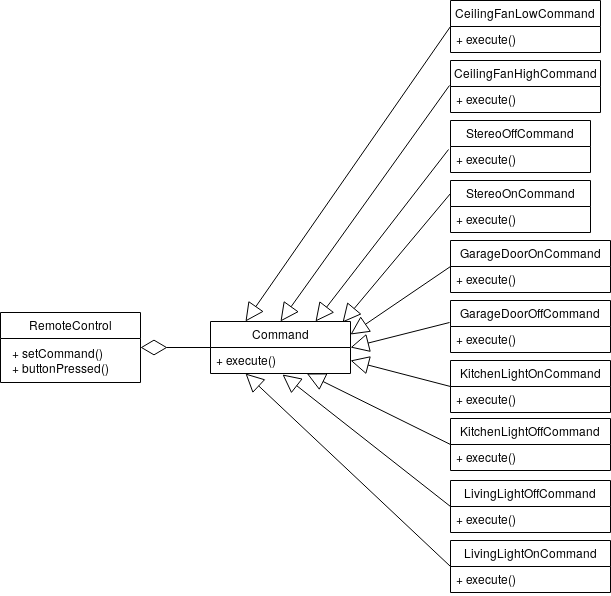 CeilingFanLowCommand
+ execute()
CeilingFanHighCommand
+ execute()
StereoOffCommand
+ execute()
StereoOnCommand
+ execute()
GarageDoorOnCommand
+ execute()
GarageDoorOffCommand
+ execute()
RemoteControl
+ setCommand()
+ buttonPressed()
Command
+ execute()
KitchenLightOnCommand
+ execute()
KitchenLightOffCommand
+ execute()
LivingLightOffCommand
+ execute()
LivingLightOnCommand
+ execute()